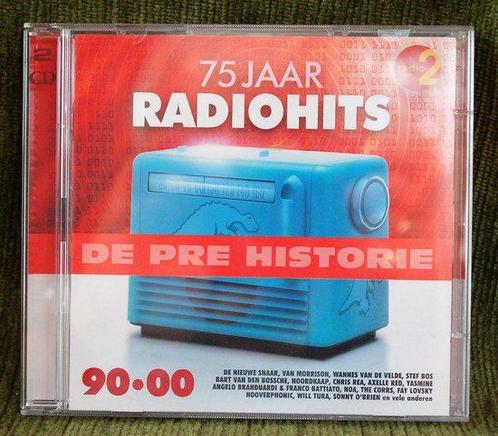 2
CD
75 JAAR
RADIOHITS
2
DE PRE HISTORIE
90•00
DE NIEUWE SNAAR, VAN MORRISON, WANNES VAN DE VELDE, STEF BOS
BART VAN DEN BOSSCHE, NOORDKAAP, CHRIS REA, AXELLE RED, YASMINE
ANGELO BRANDUARDI & FRANCO BATTIATO, NOA, THE CORRS, FAY LOVSKY
HOOVERPHONIC, WILL TURA, SONNY O'BRIEN en vele anderen